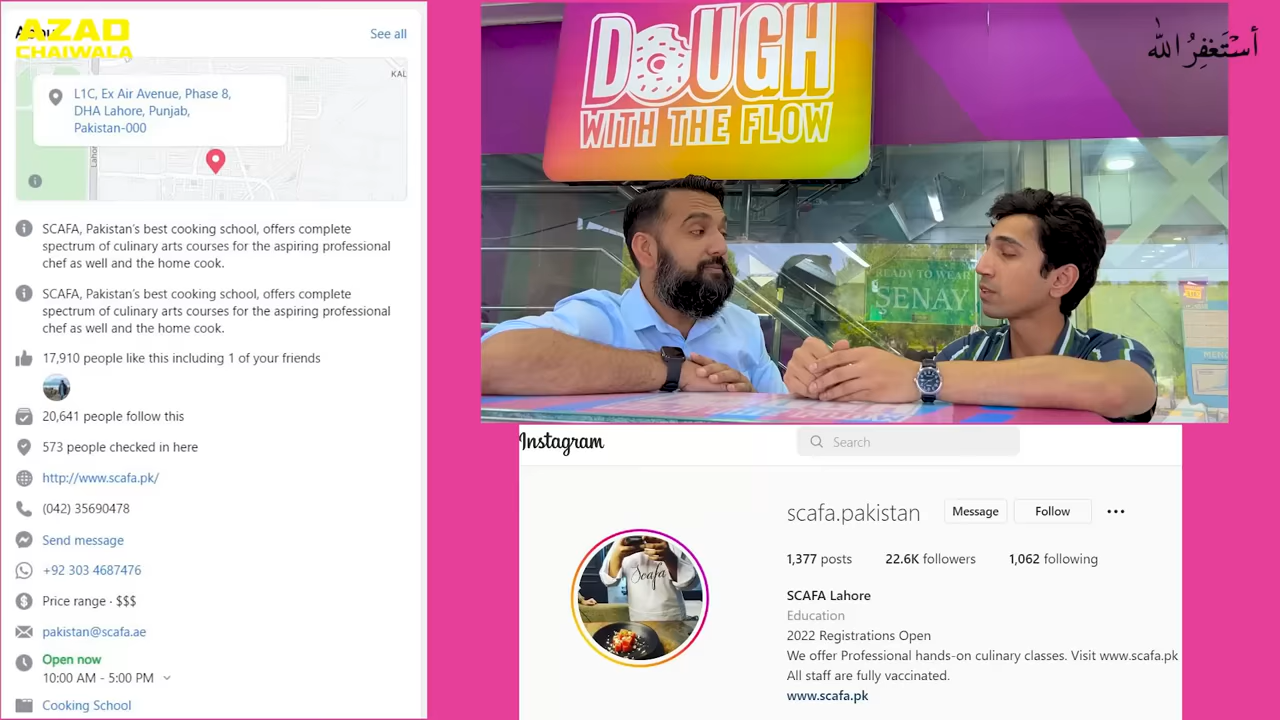 AZAD
CHAIWALA
See all
KAL
L1C, Ex Air Avenue, Phase 8,
DHA Lahore, Punjab,
Pakistan-000
SCAFA, Pakistan's best cooking school, offers complete
spectrum of culinary arts courses for the aspiring professional
chef as well and the home cook.
SCAFA, Pakistan's best cooking school, offers complete
spectrum of culinary arts courses for the aspiring professional
chef as well and the home cook.
17,910 people like this including 1 of your friends
20,641 people follow this
573 people checked in here
http://www.scafa.pk/
(042) 35690478
Send message
+92 303 4687476
Price range · $$$
pakistan@scafa.ae
Open now
10:00 AM - 5:00 PM
Cooking School
DOUGH
WITH THE FLOW
أستغفر الله
READY TO WEAR
SENAY
Instagram
Search
scafa.pakistan
Message
Follow
1,377 posts
22.6K followers
1,062 following
Scafa
SCAFA Lahore
Education
2022 Registrations Open
We offer Professional hands-on culinary classes. Visit www.scafa.pk
All staff are fully vaccinated.
www.scafa.pk